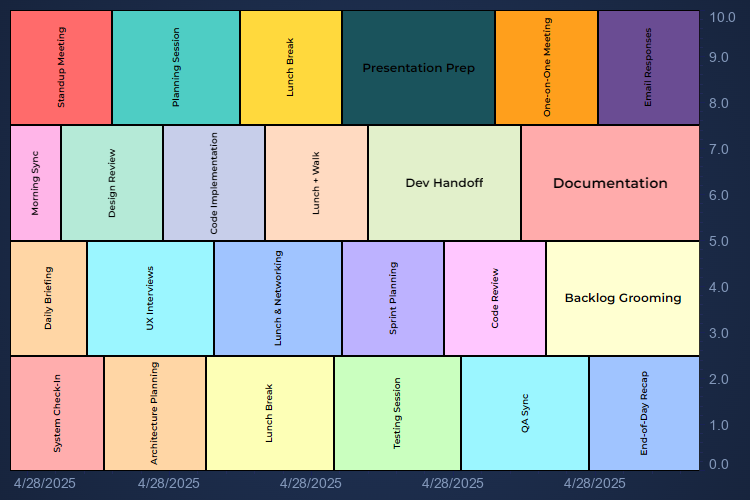 Standup Meeting
Planning Session
Lunch Break
Presentation Prep
One-on-One Meeting
Email Responses
Morning Sync
Design Review
Code Implementation
Lunch + Walk
Dev Handoff
Documentation
Daily Briefing
UX Interviews
Lunch & Networking
Sprint Planning
Code Review
Backlog Grooming
System Check-In
Architecture Planning
Lunch Break
Testing Session
QA Sync
End-of-Day Recap
10.0
9.0
8.0
7.0
6.0
5.0
4.0
3.0
2.0
1.0
0.0
4/28/2025
4/28/2025
4/28/2025
4/28/2025
4/28/2025